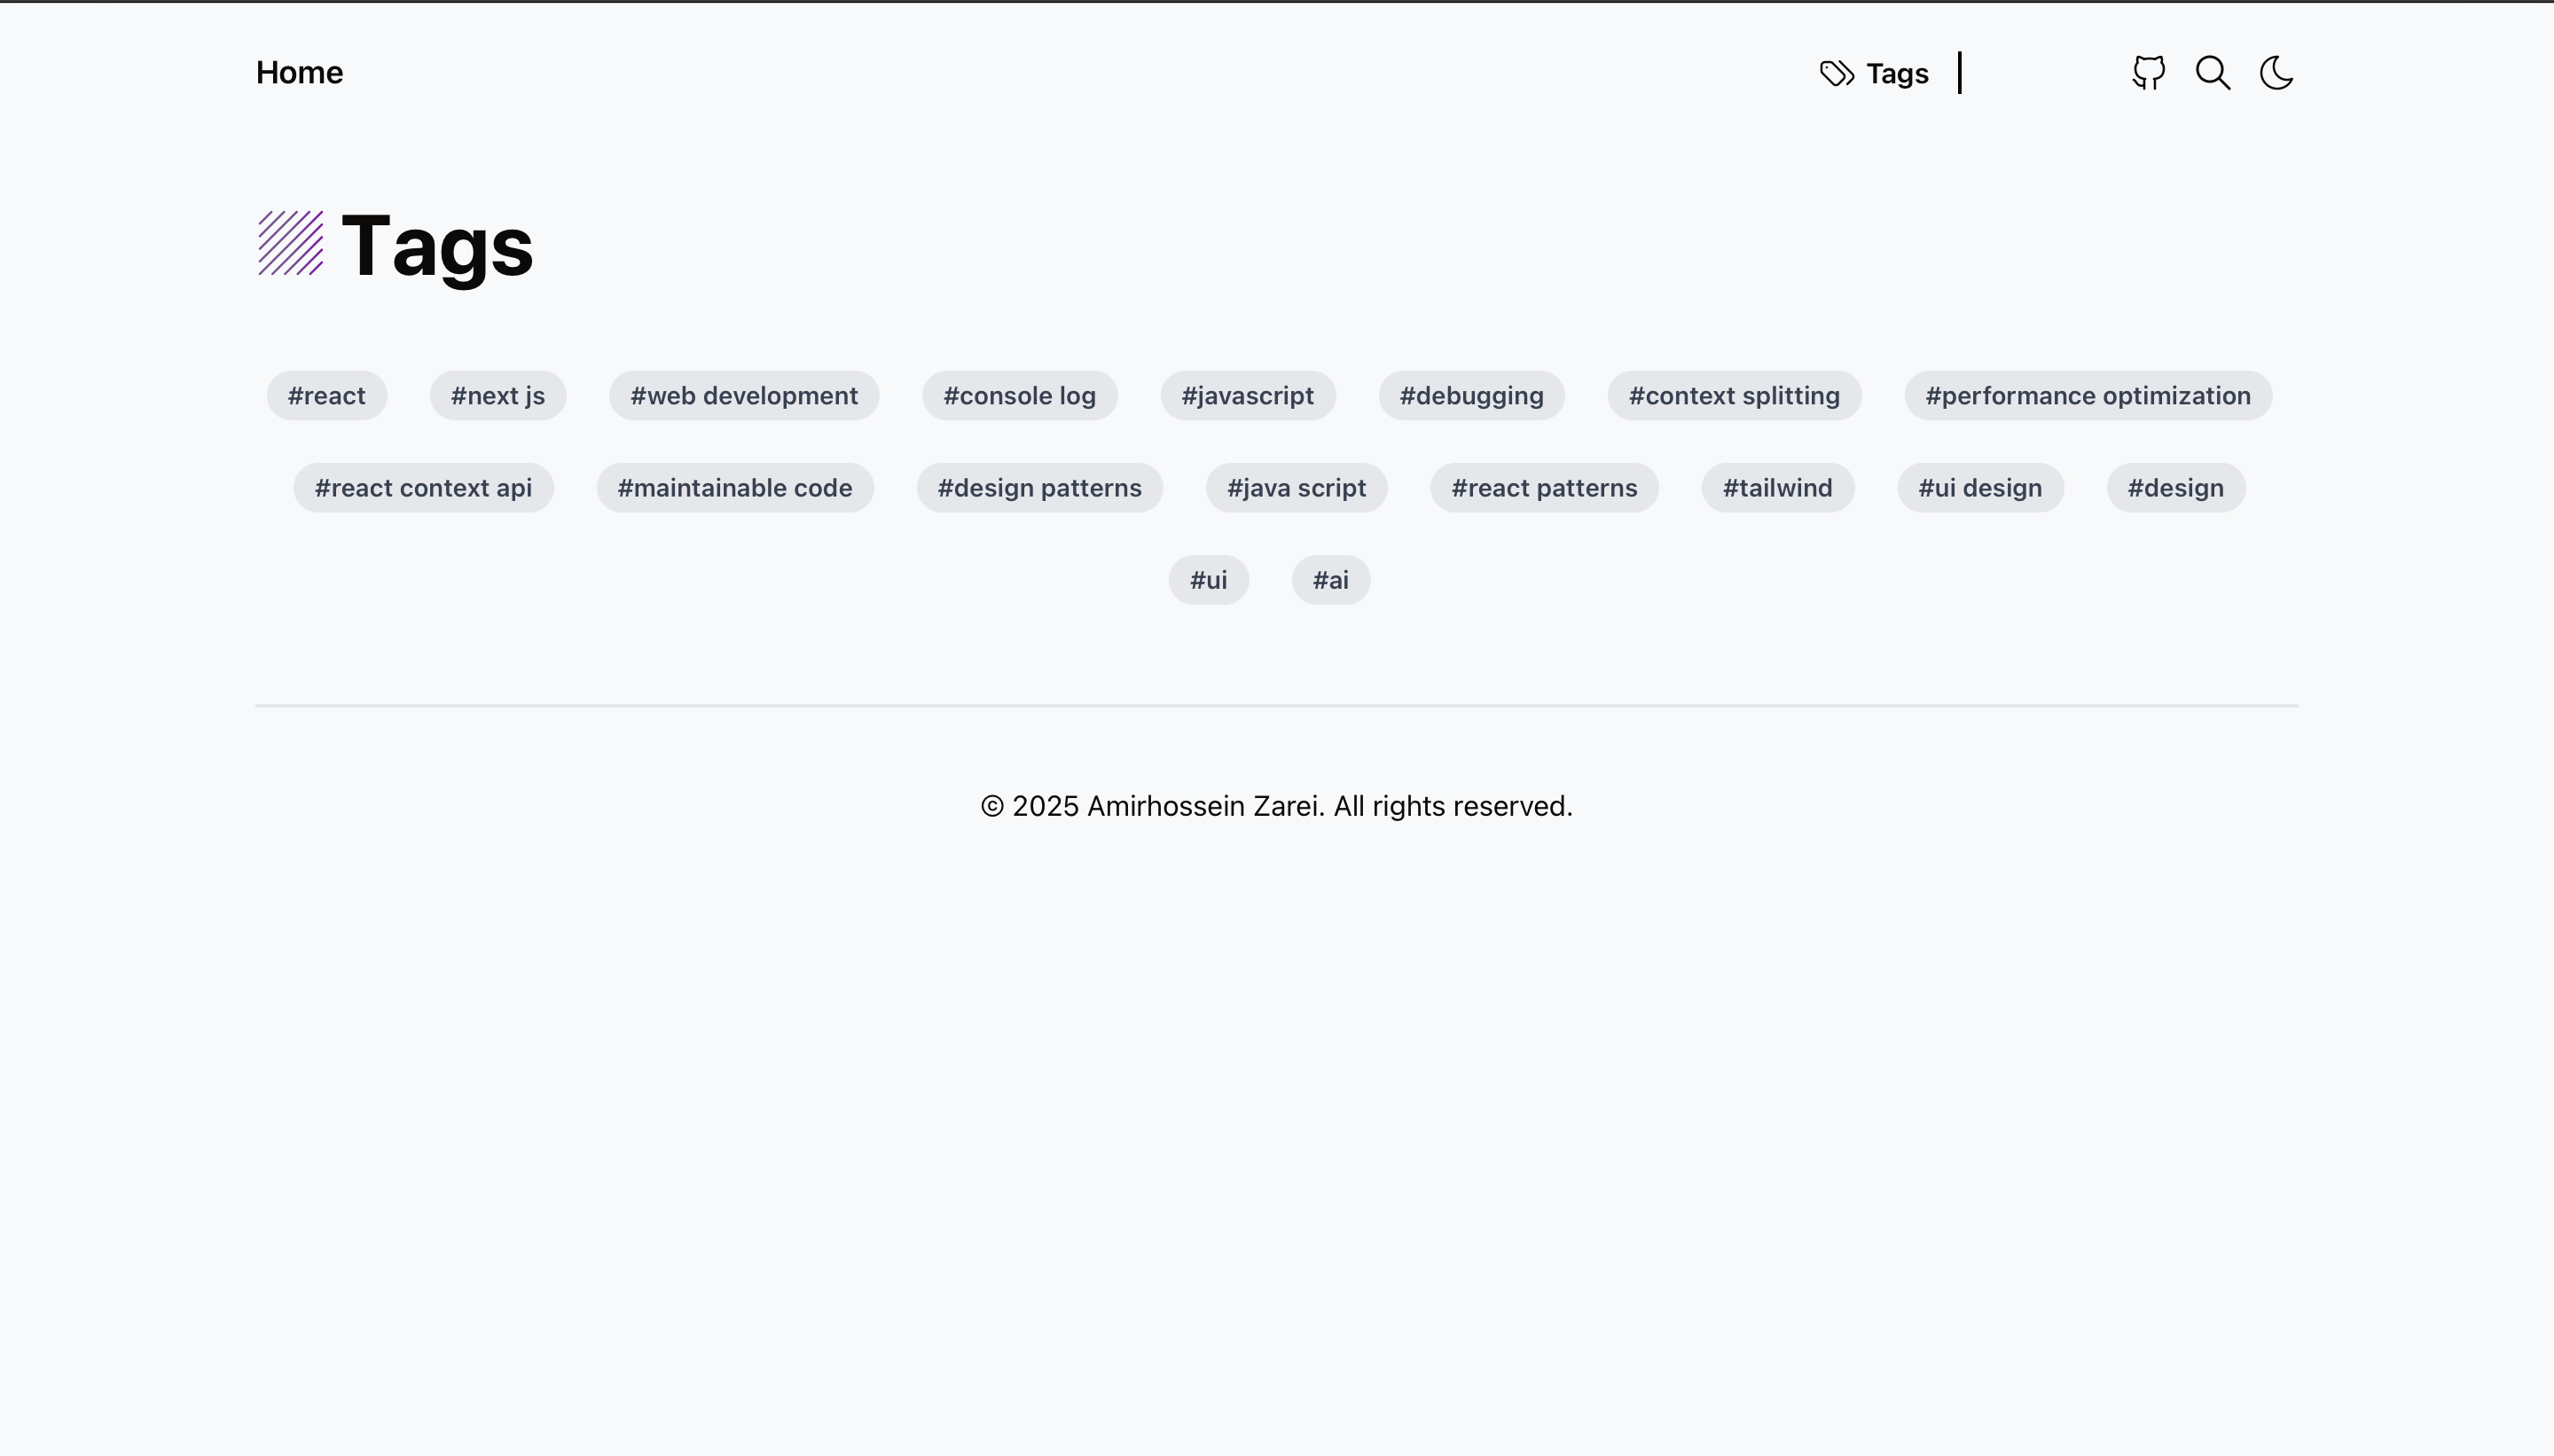 Home Tags
Tags
#react #next js #web development #console log #javascript #debugging #context splitting #performance optimization
#react context api #maintainable code #design patterns #java script #react patterns #tailwind #ui design #design
#ui #ai
© 2025 Amirhossein Zarei. All rights reserved.